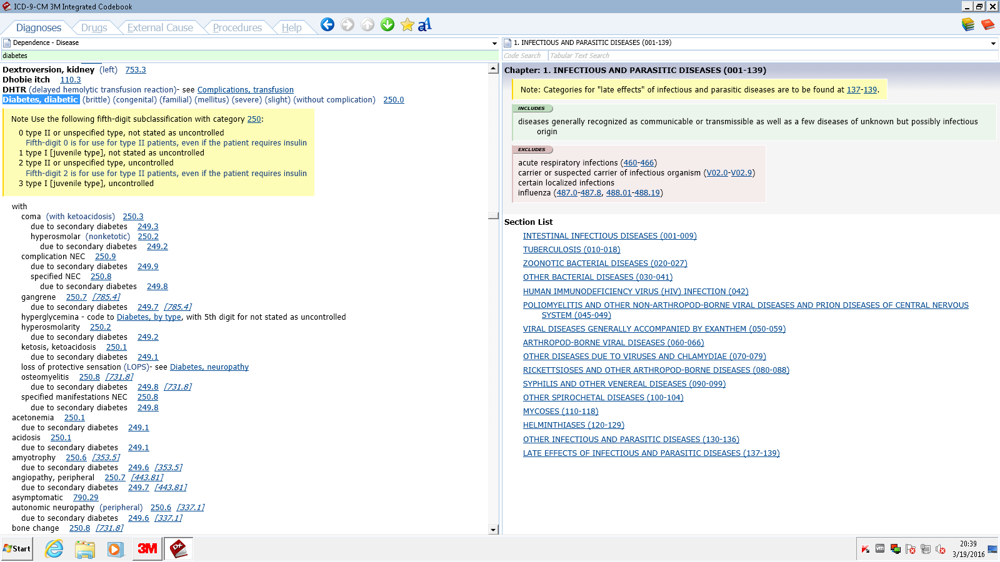 ICD-9-CM 3M Integrated Codebook
Diagnoses Drugs External Cause Procedures Help
Dependence - Disease
diabetes
Dextroversion, kidney (left) 753.3
Dhobie itch 110.3
DHTR (delayed hemolytic transfusion reaction)- see Complications, transfusion
Diabetes, diabetic (brittle) (congenital) (familial) (mellitus) (severe) (slight) (without complication) 250.0
Note Use the following fifth-digit subclassification with category 250:
0 type II or unspecified type, not stated as uncontrolled
Fifth-digit 0 is for use for type II patients, even if the patient requires insulin
1 type I [juvenile type], not stated as uncontrolled
2 type II or unspecified type, uncontrolled
Fifth-digit 2 is for use for type II patients, even if the patient requires insulin
3 type I [juvenile type], uncontrolled
with
coma (with ketoacidosis) 250.3
due to secondary diabetes 249.3
hyperosmolar (nonketotic) 250.2
due to secondary diabetes 249.2
complication NEC 250.9
due to secondary diabetes 249.9
specified NEC 250.8
due to secondary diabetes 249.8
gangrene 250.7 [785.4]
due to secondary diabetes 249.7 [785.4]
hyperglycemina - code to Diabetes, by type, with 5th digit for not stated as uncontrolled
hyperosmolarity 250.2
due to secondary diabetes 249.2
ketosis, ketoacidosis 250.1
due to secondary diabetes 249.1
loss of protective sensation (LOPS)- see Diabetes, neuropathy
osteomyelitis 250.8 [731.8]
due to secondary diabetes 249.8 [731.8]
specified manifestations NEC 250.8
due to secondary diabetes 249.8
acetonemia 250.1
due to secondary diabetes 249.1
acidosis 250.1
due to secondary diabetes 249.1
amyotrophy 250.6 [353.5]
due to secondary diabetes 249.6 [353.5]
angiopathy, peripheral 250.7 [443.81]
due to secondary diabetes 249.7 [443.81]
asymptomatic 790.29
autonomic neuropathy (peripheral) 250.6 [337.1]
due to secondary diabetes 249.6 [337.1]
bone change 250.8 [731.8]
1. INFECTIOUS AND PARASITIC DISEASES (001-139)
Code Search Tabular Text Search
Chapter: 1. INFECTIOUS AND PARASITIC DISEASES (001-139)
Note: Categories for "late effects" of infectious and parasitic diseases are to be found at 137-139.
INCLUDES
diseases generally recognized as communicable or transmissible as well as a few diseases of unknown but possibly infectious
origin
EXCLUDES
acute respiratory infections (460-466)
carrier or suspected carrier of infectious organism (V02.0-V02.9)
certain localized infections
influenza (487.0-487.8, 488.01-488.19)
Section List
INTESTINAL INFECTIOUS DISEASES (001-009)
TUBERCULOSIS (010-018)
ZOONOTIC BACTERIAL DISEASES (020-027)
OTHER BACTERIAL DISEASES (030-041)
HUMAN IMMUNODEFICIENCY VIRUS (HIV) INFECTION (042)
POLIOMYELITIS AND OTHER NON-ARTHROPOD-BORNE VIRAL DISEASES AND PRION DISEASES OF CENTRAL NERVOUS
SYSTEM (045-049)
VIRAL DISEASES GENERALLY ACCOMPANIED BY EXANTHEM (050-059)
ARTHROPOD-BORNE VIRAL DISEASES (060-066)
OTHER DISEASES DUE TO VIRUSES AND CHLAMYDIAE (070-079)
RICKETTSIOSES AND OTHER ARTHROPOD-BORNE DISEASES (080-088)
SYPHILIS AND OTHER VENEREAL DISEASES (090-099)
OTHER SPIROCHETAL DISEASES (100-104)
MYCOSES (110-118)
HELMINTHIASES (120-129)
OTHER INFECTIOUS AND PARASITIC DISEASES (130-136)
LATE EFFECTS OF INFECTIOUS AND PARASITIC DISEASES (137-139)
Start
3M
20:39
3/19/2016